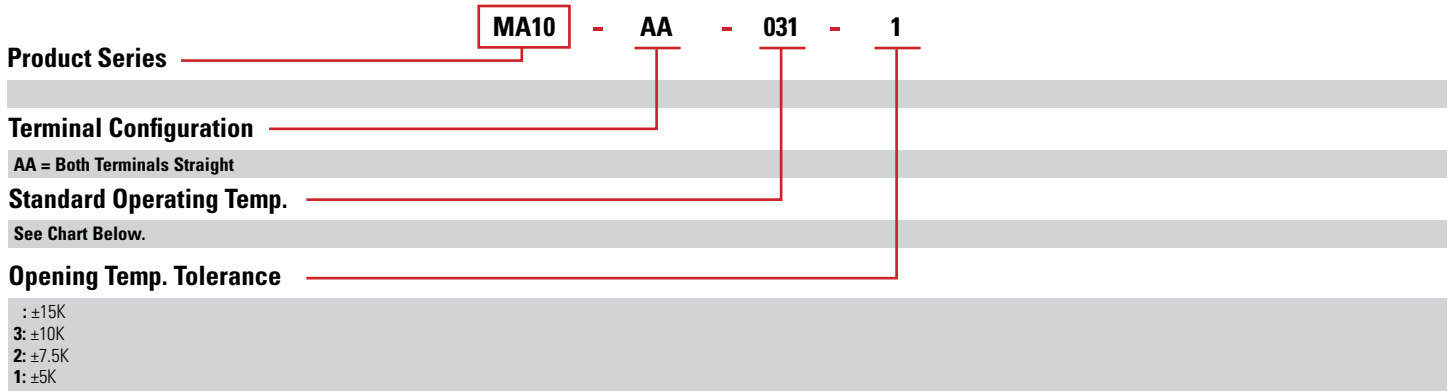 MA10 - AA - 031 - 1
Product Series
Terminal Configuration
AA = Both Terminals Straight
Standard Operating Temp.
See Chart Below.
Opening Temp. Tolerance
: ±15K
3: ±10K
2: ±7.5K
1: ±5K